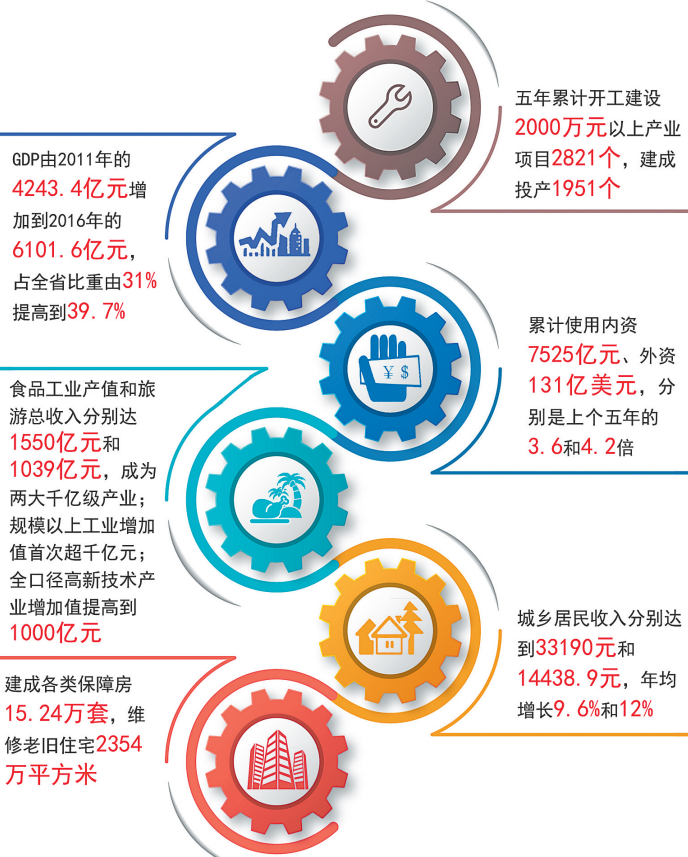 五年累计开工建设
2000万元以上产业
项目2821个，建成
投产1951个
GDP由2011年的
4243.4亿元增
加到2016年的
6101.6亿元，
占全省比重由31%
提高到39.7%
¥ $
累计使用内资
7525亿元、外资
131亿美元，分
别是上个五年的
3.6和4.2倍
食品工业产值和旅
游总收入分别达
1550亿元和
1039亿元，成为
两大千亿级产业；
规模以上工业增加
值首次超千亿元；
全口径高新技术产
业增加值提高到
1000亿元
城乡居民收入分别达
到33190元和
14438.9元，年均
增长9.6%和12%
建成各类保障房
15.24万套，维
修老旧住宅2354
万平方米